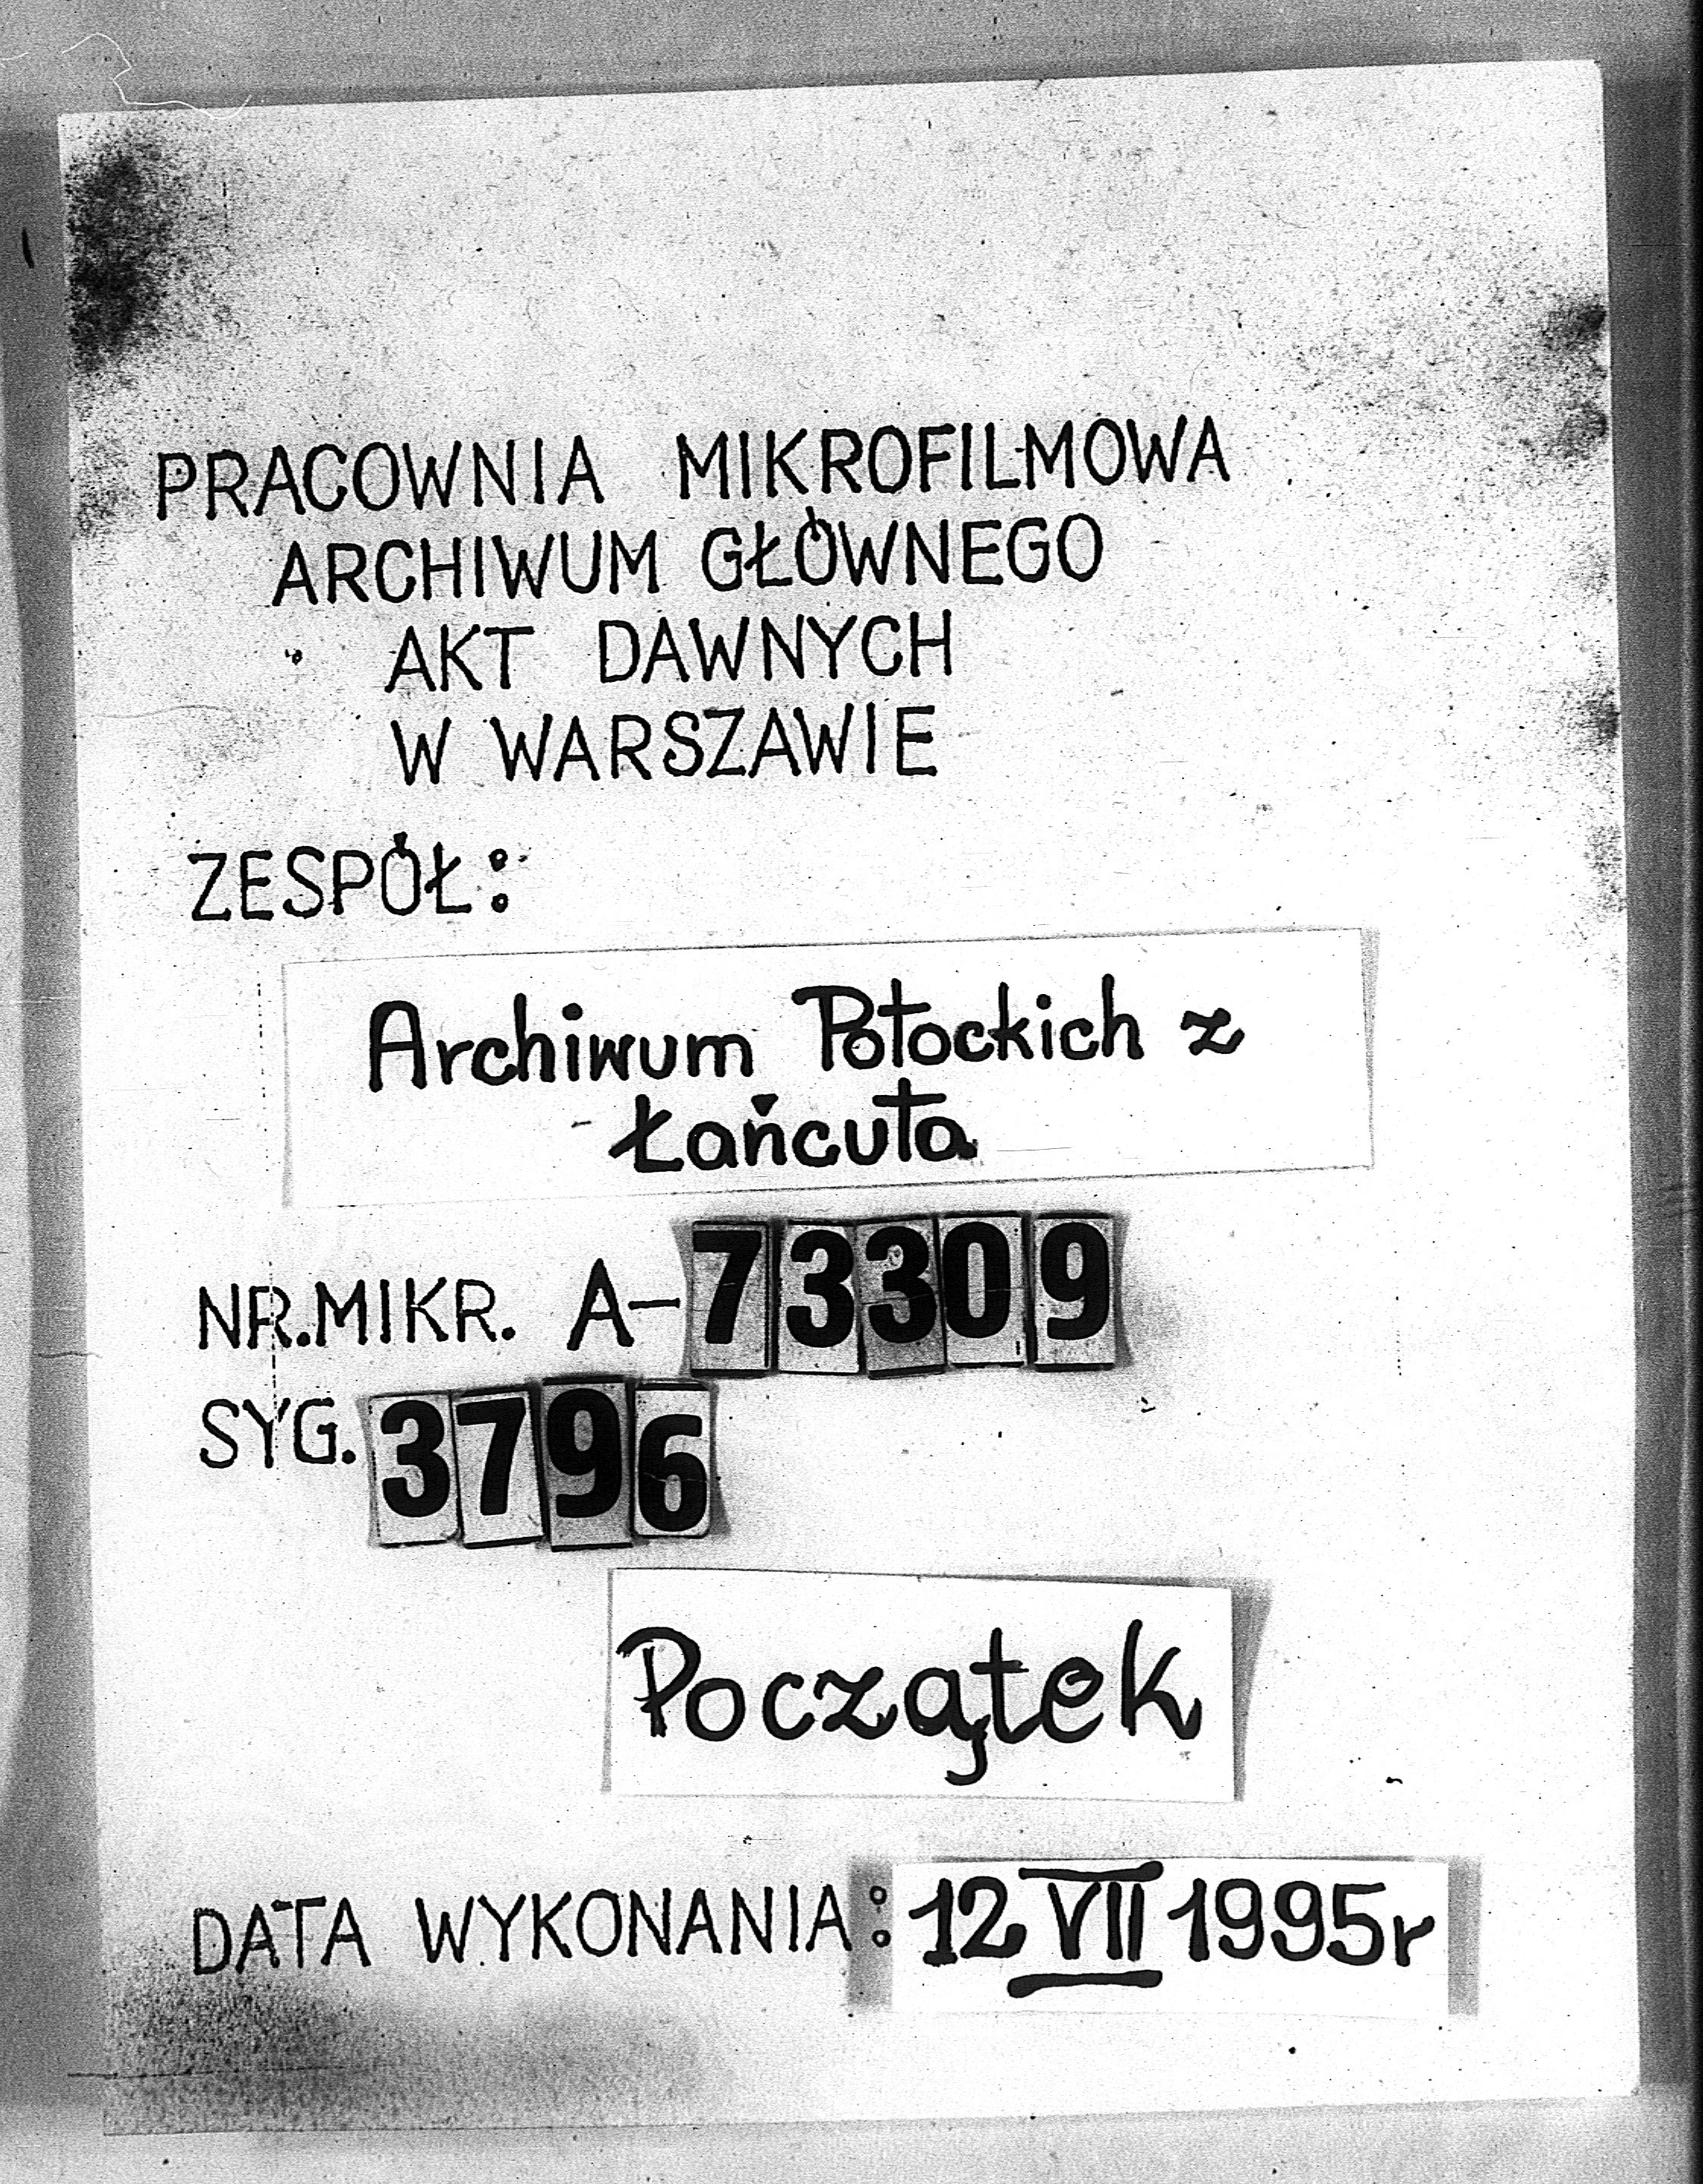 PRACOWNIA MIKROFILMOWA
ARCHIWUM GŁÓWNEGO
AKT DAWNYCH
W WARSZAWIE
ZESPÓŁ:
Archiwum Potockich z
Łańcuta
NR.MIKR. A-73309
SYG. 3796
Początek
DATA WYKONANIA: 12 VII 1995r